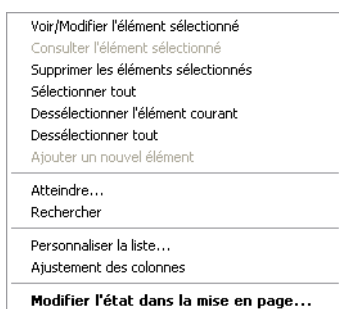 Voir/Modifier l'élément sélectionné
Consulter l'élément sélectionné
Supprimer les éléments sélectionnés
Sélectionner tout
Dessélectionner l'élément courant
Dessélectionner tout
Ajouter un nouvel élément
Atteindre...
Rechercher
Personnaliser la liste...
Ajustement des colonnes
Modifier l'état dans la mise en page...